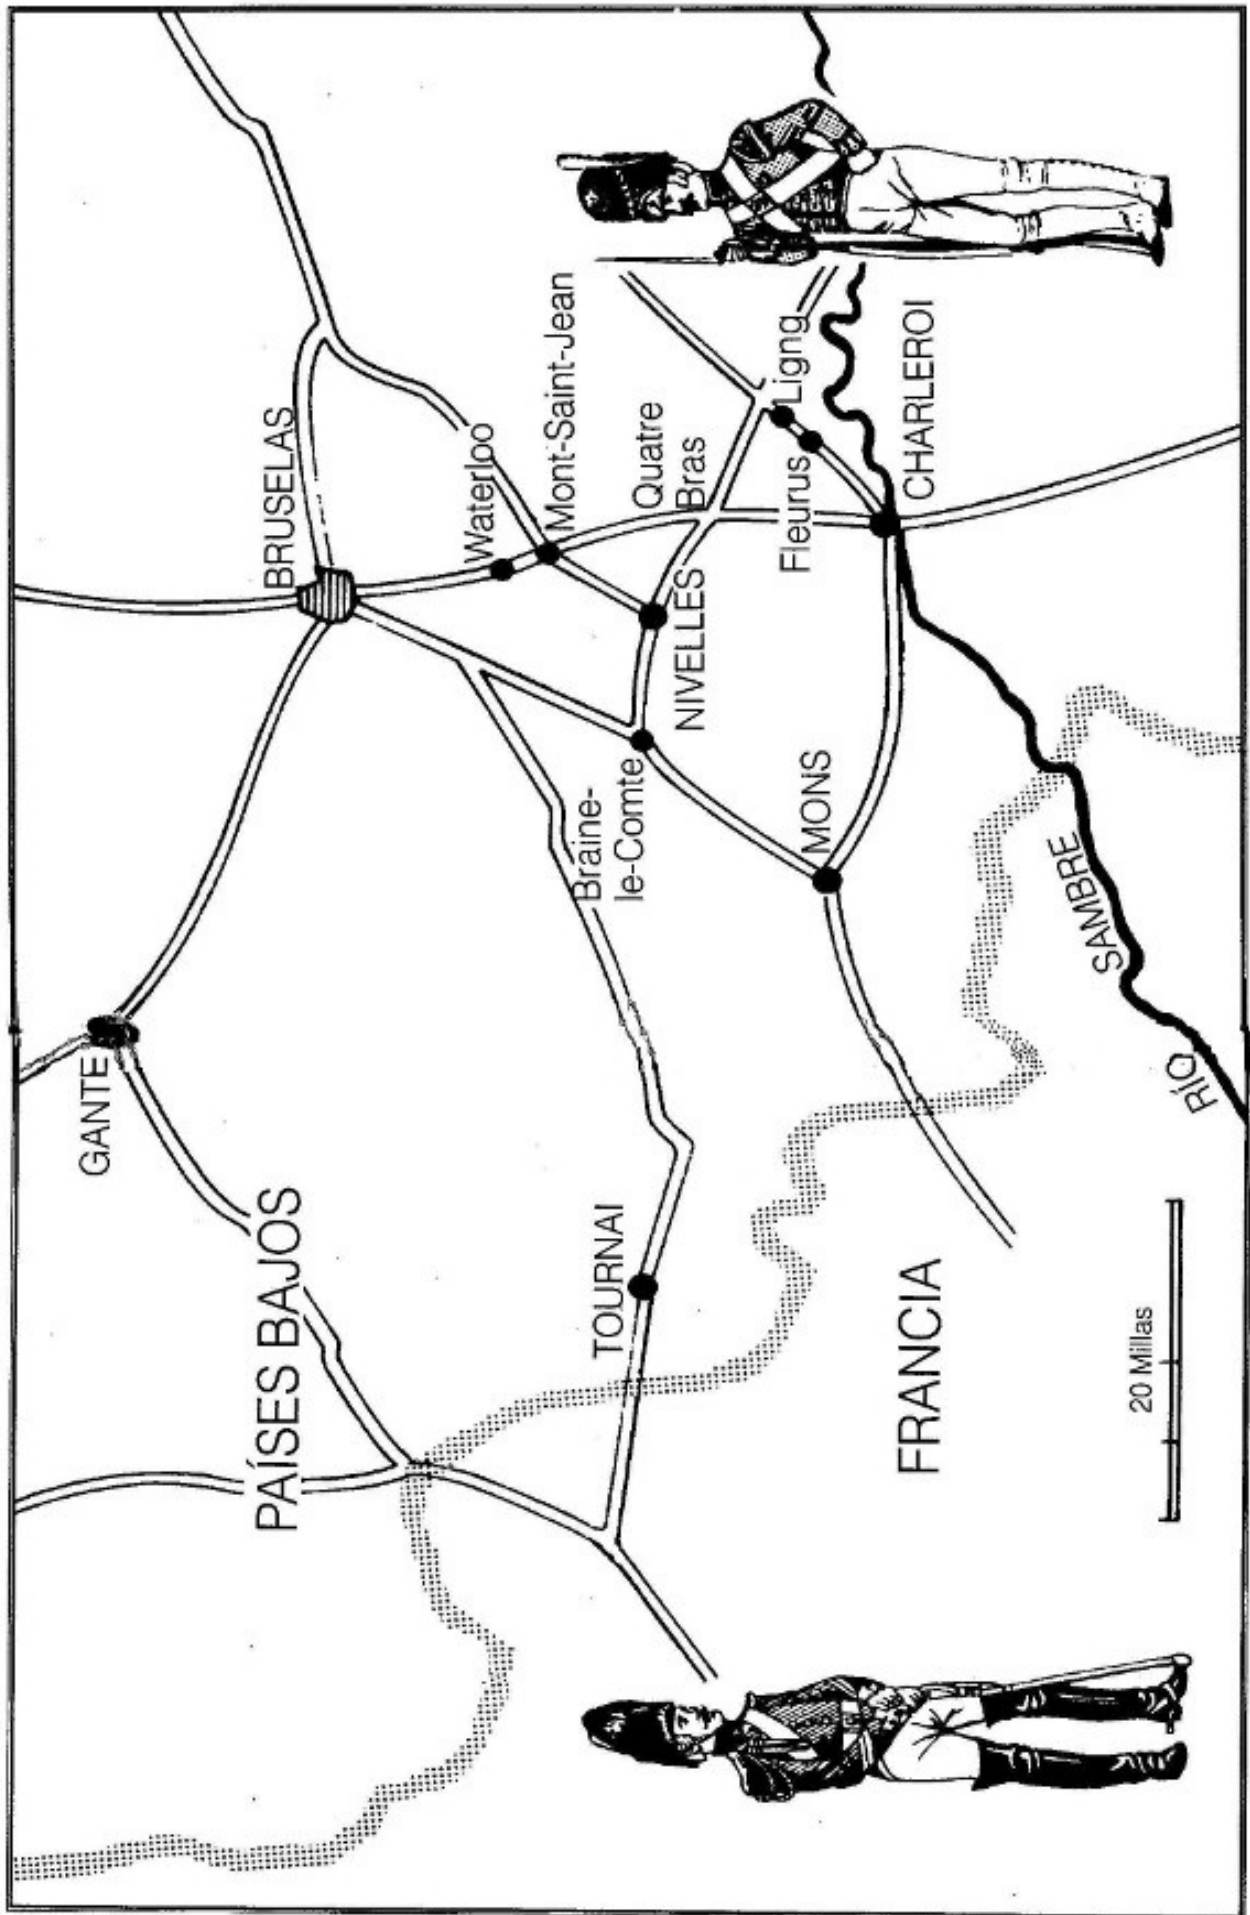 PAÍSES BAJOS
GANTE
BRUSELAS
Waterloo
Mont-Saint-Jean
TOURNAI
Braine-
le-Comte
NIVELLES
Quatre
Bras
Ligng
Fleurus
MONS
CHARLEROI
FRANCIA
RÍO
SAMBRE
20 Millas